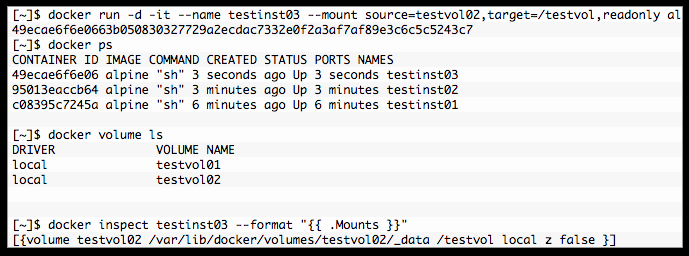 [~]$ docker run -d -it --name testinst03 --mount source=testvol02,target=/testvol,readonly al
49ecae6f6e0663b050830327729a2ecdac7332e0f2a3af7af89e3c6c5c5243c7
[~]$ docker ps
CONTAINER ID IMAGE COMMAND CREATED STATUS PORTS NAMES
49ecae6f6e06 alpine "sh" 3 seconds ago Up 3 seconds testinst03
95013eaccb64 alpine "sh" 3 minutes ago Up 3 minutes testinst02
c08395c7245a alpine "sh" 6 minutes ago Up 6 minutes testinst01
[~]$ docker volume ls
DRIVER VOLUME NAME
local testvol01
local testvol02
[~]$ docker inspect testinst03 --format "{{ .Mounts }}"
[{volume testvol02 /var/lib/docker/volumes/testvol02/_data /testvol local z false }]